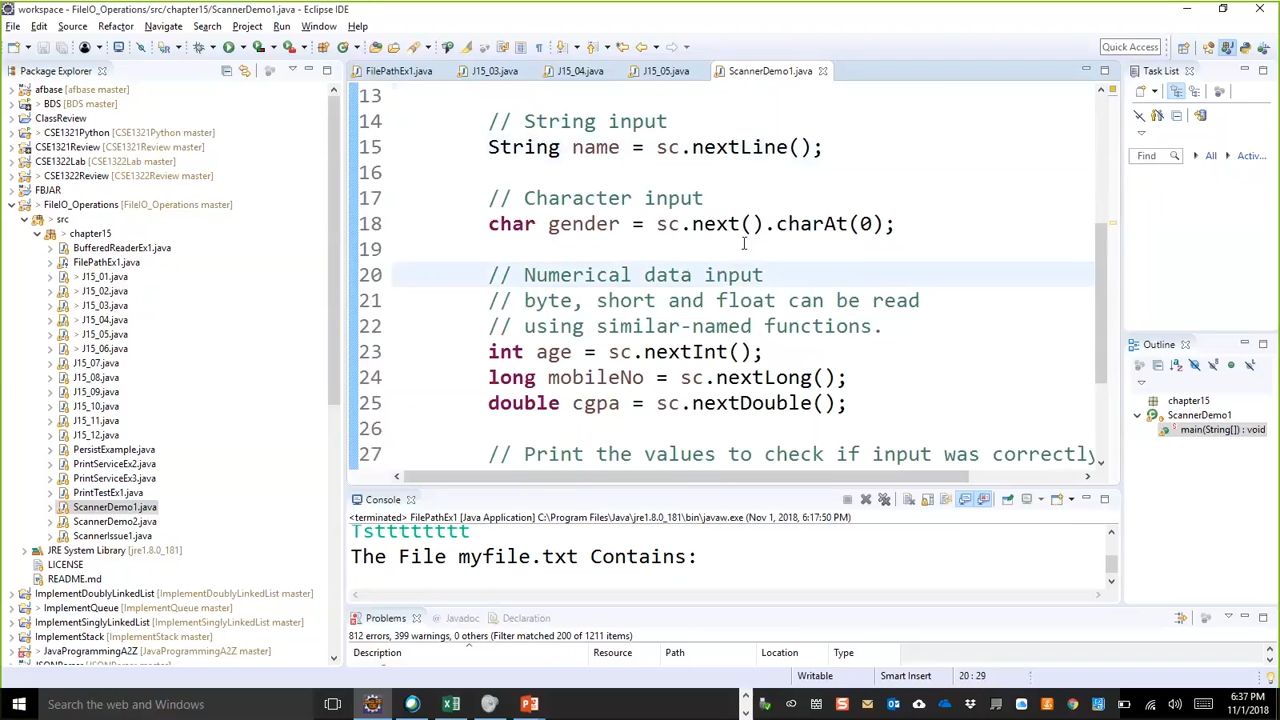 workspace - FileIO_Operations/src/chapter15/ScannerDemo1.java - Eclipse IDE
File Edit Source Refactor Navigate Search Project Run Window Help
Quick Access
Package Explorer
afbase [afbase master]
> BDS [BDS master]
ClassReview
> CSE1321Python [CSE1321Python master]
CSE1321Review [CSE1321Review master]
CSE1322Lab [CSE1322Lab master]
> CSE1322Review [CSE1322Review master]
FBJAR
> FileIO_Operations [FileIO_Operations master]
> src
> chapter15
BufferedReaderEx1.java
FilePathEx1.java
> J15_01.java
> J15_02.java
> J15_03.java
> J15_04.java
> J15_05.java
> J15_06.java
J15_07.java
J15_08.java
J15_09.java
J15_10.java
J15_11.java
J15_12.java
PersistExample.java
PrintServiceEx2.java
PrintServiceEx3.java
PrintTestEx1.java
ScannerDemo1.java
ScannerDemo2.java
ScannerIssue1.java
JRE System Library [jre1.8.0_181]
LICENSE
README.md
ImplementDoublyLinkedList [ImplementDoublyLinkedList master]
> ImplementQueue [ImplementQueue master]
ImplementSinglyLinkedList [ImplementSinglyLinkedList master]
ImplementStack [ImplementStack master]
> JavaProgrammingA2Z [JavaProgrammingA2Z master]
JSONParser [JSONParser master]
FilePathEx1.java J15_03.java J15_04.java J15_05.java ScannerDemo1.java
13
14 // String input
15 String name = sc.nextLine();
16
17 // Character input
18 char gender = sc.next().charAt(0);
19
20 // Numerical data input
21 // byte, short and float can be read
22 // using similar-named functions.
23 int age = sc.nextInt();
24 long mobileNo = sc.nextLong();
25 double cgpa = sc.nextDouble();
26
27 // Print the values to check if input was correctly
Console
<terminated> FilePathEx1 [Java Application] C:\Program Files\Java\jre1.8.0_181\bin\javaw.exe (Nov 1, 2018, 6:17:50 PM)
Tstttttttt
The File myfile.txt Contains:
Problems Javadoc Declaration
812 errors, 399 warnings, 0 others (Filter matched 200 of 1211 items)
Description Resource Path Location Type
Task List
Find All Activ...
Outline
chapter15
ScannerDemo1
main(String[]) : void
Writable Smart Insert 20 : 29
Search the web and Windows
6:37 PM
11/1/2018